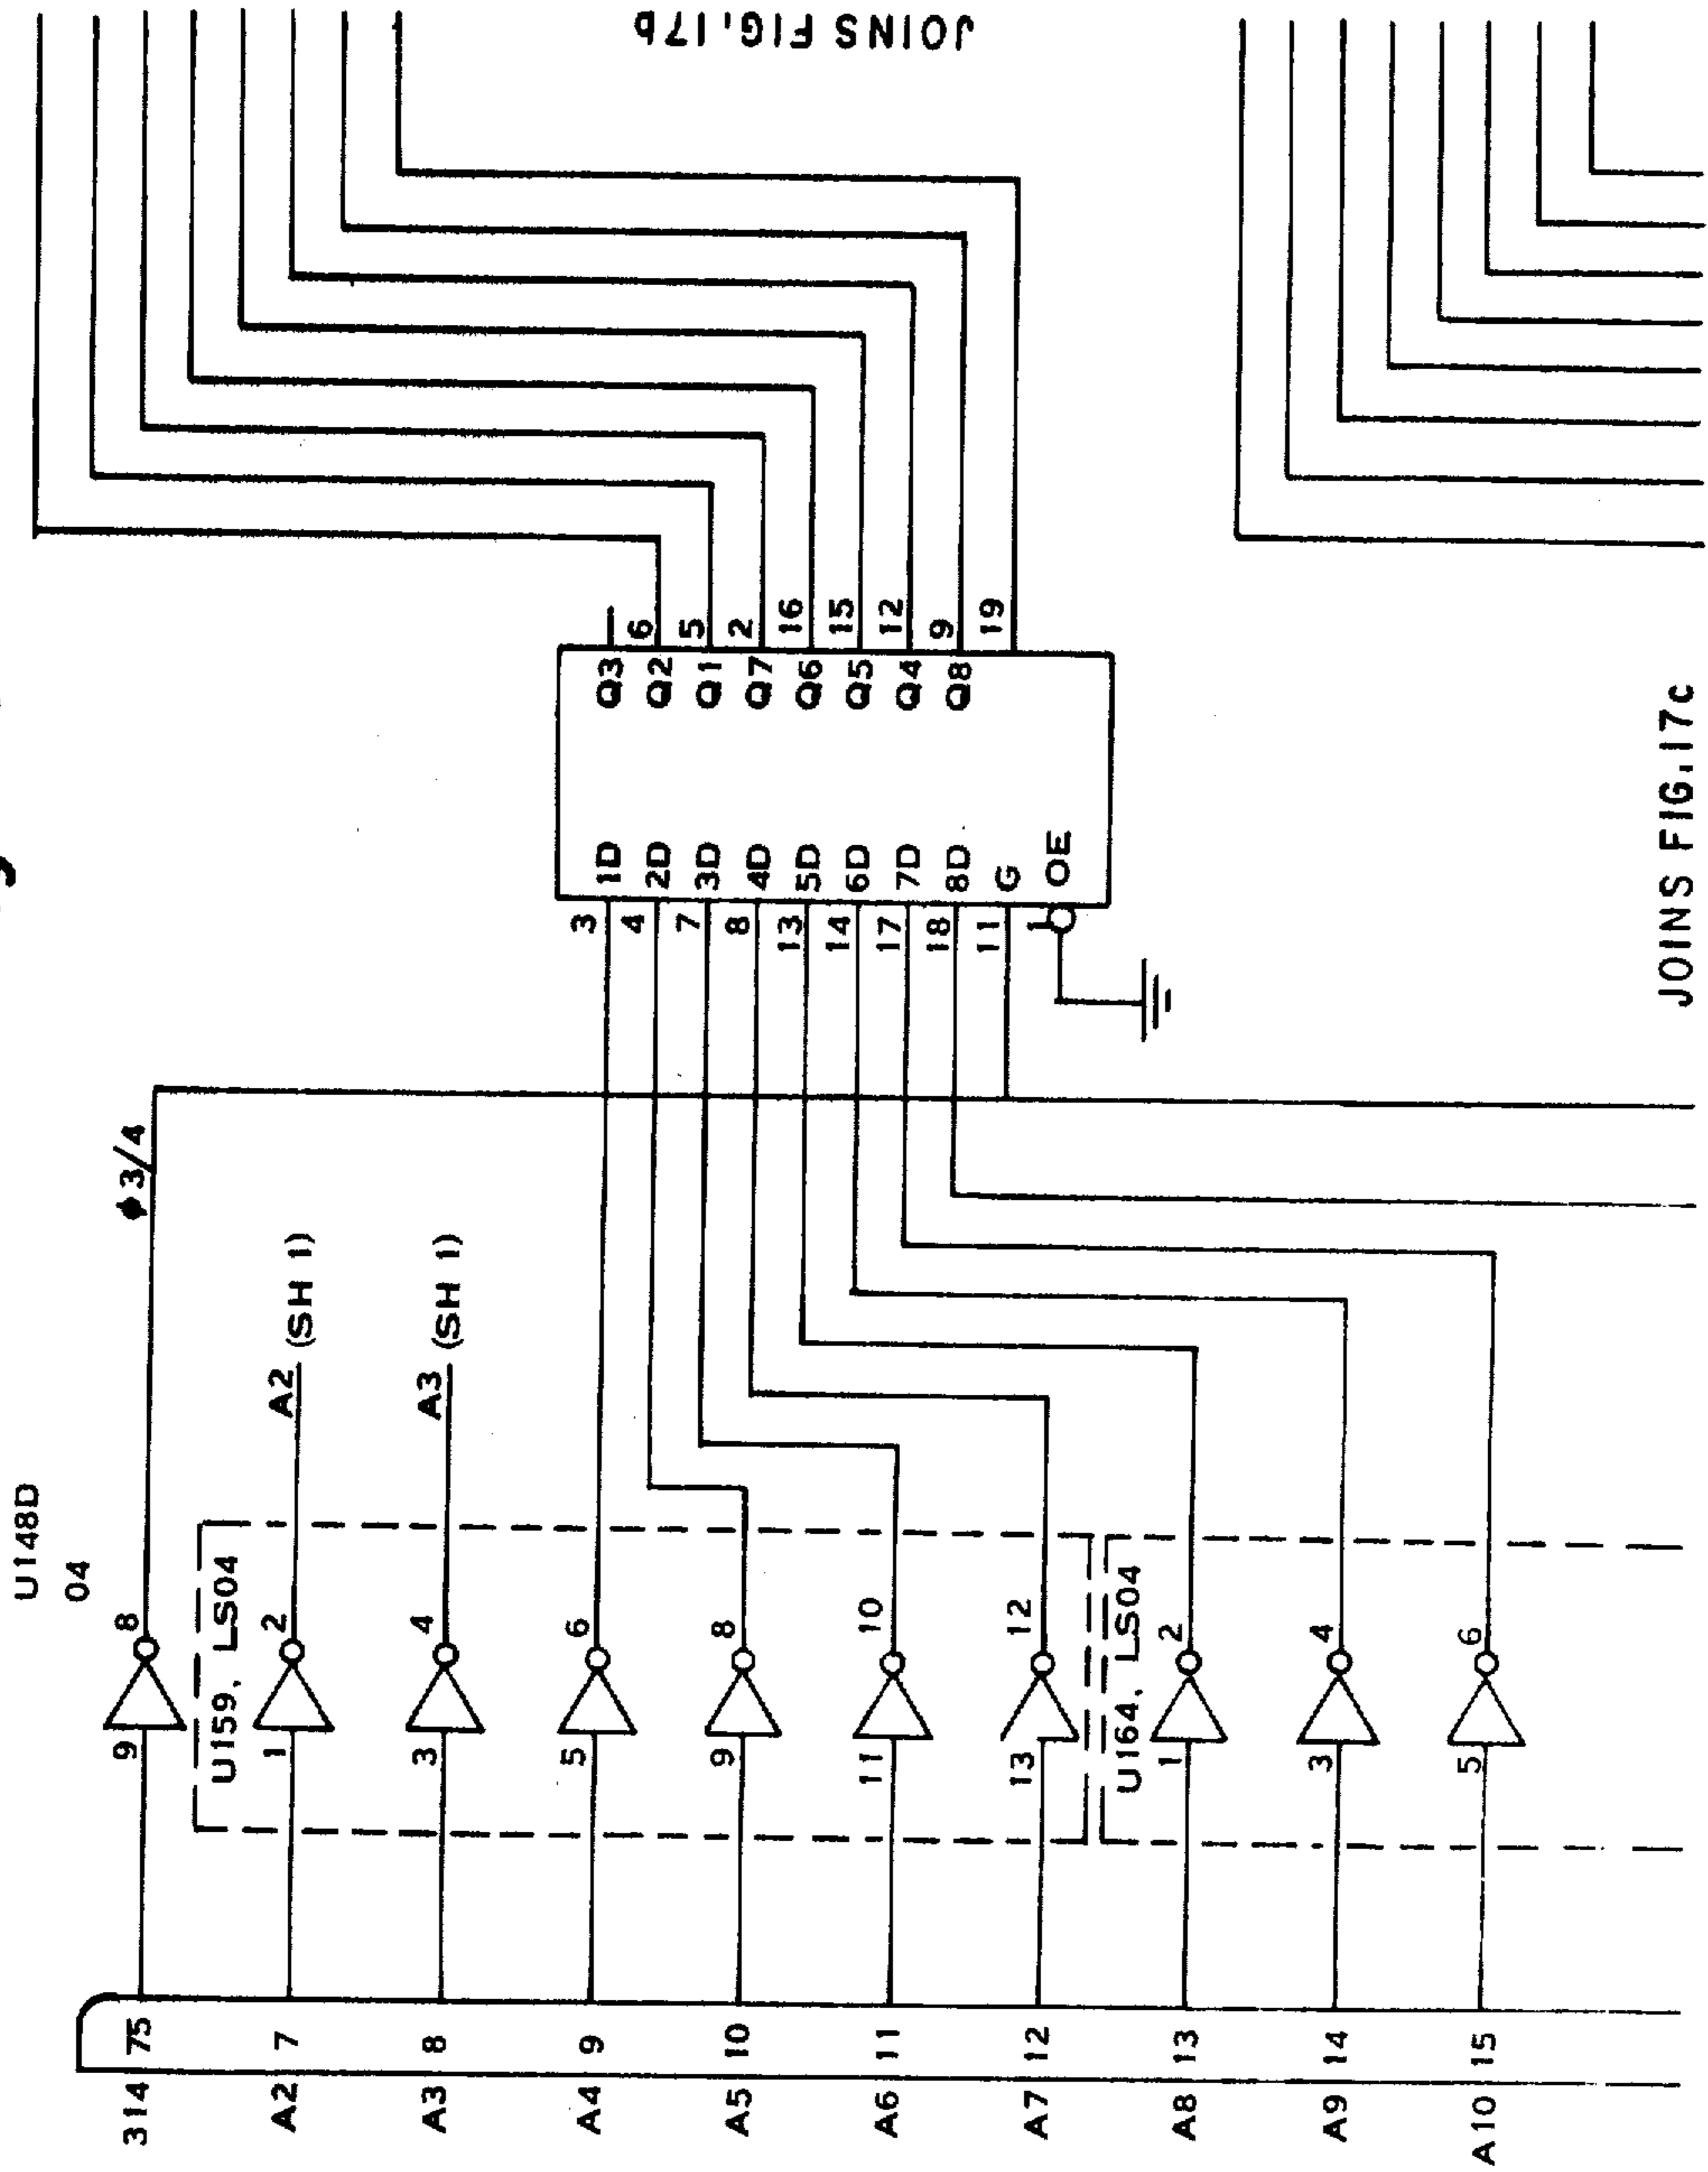 JOINS FIG.17b
U148D
04
314 75 9 8 ϕ3/4
U159, LS04
A2 7 1 2 A2 (SH 1)
A3 8 3 4 A3 (SH 1)
A4 9 5 6
A5 10 9 8
A6 11 11 10
A7 12 13 12
U164, LS04
A8 13 1 2
A9 14 3 4
A10 15 5 6
3 1D Q3
4 2D Q2 6
7 3D Q1 5
8 4D Q7 2
13 5D Q6 16
14 6D Q5 15
17 7D Q4 12
18 8D Q8 9
11 G 19
1 OE
JOINS FIG.17c